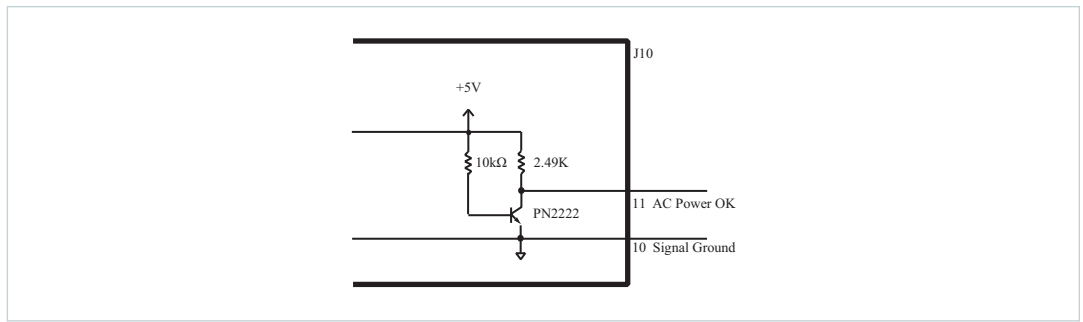 J10
+5V
10kΩ
2.49K
11 AC Power OK
PN2222
10 Signal Ground